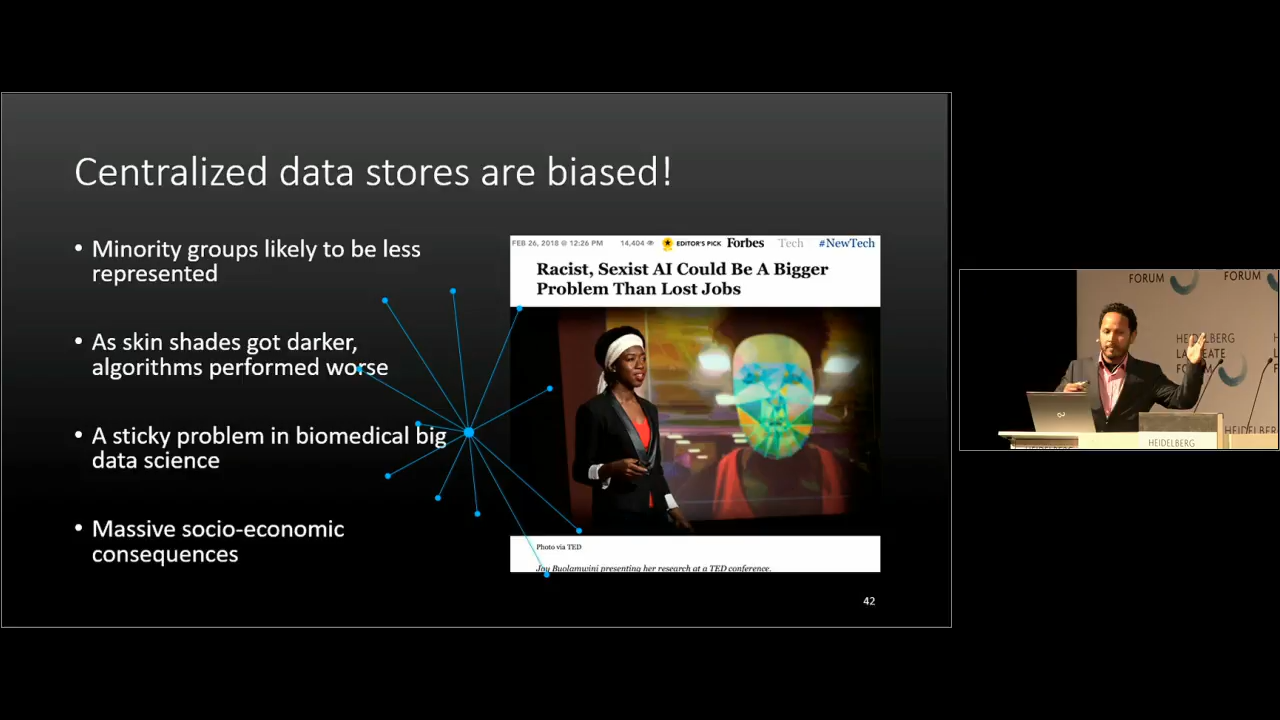 Centralized data stores are biased!
• Minority groups likely to be less
represented
• As skin shades got darker,
algorithms performed worse
• A sticky problem in biomedical big
data science
• Massive socio-economic
consequences
FEB 26, 2018 @ 12:26 PM 14,404 EDITOR'S PICK Forbes Tech #NewTech
Racist, Sexist AI Could Be A Bigger
Problem Than Lost Jobs
Photo via TED
Joy Buolamwini presenting her research at a TED conference.
42
FORUM FORUM
HEIDELBERG
LAUREATE
FORUM
HEIDELBERG
HEIDELBERG